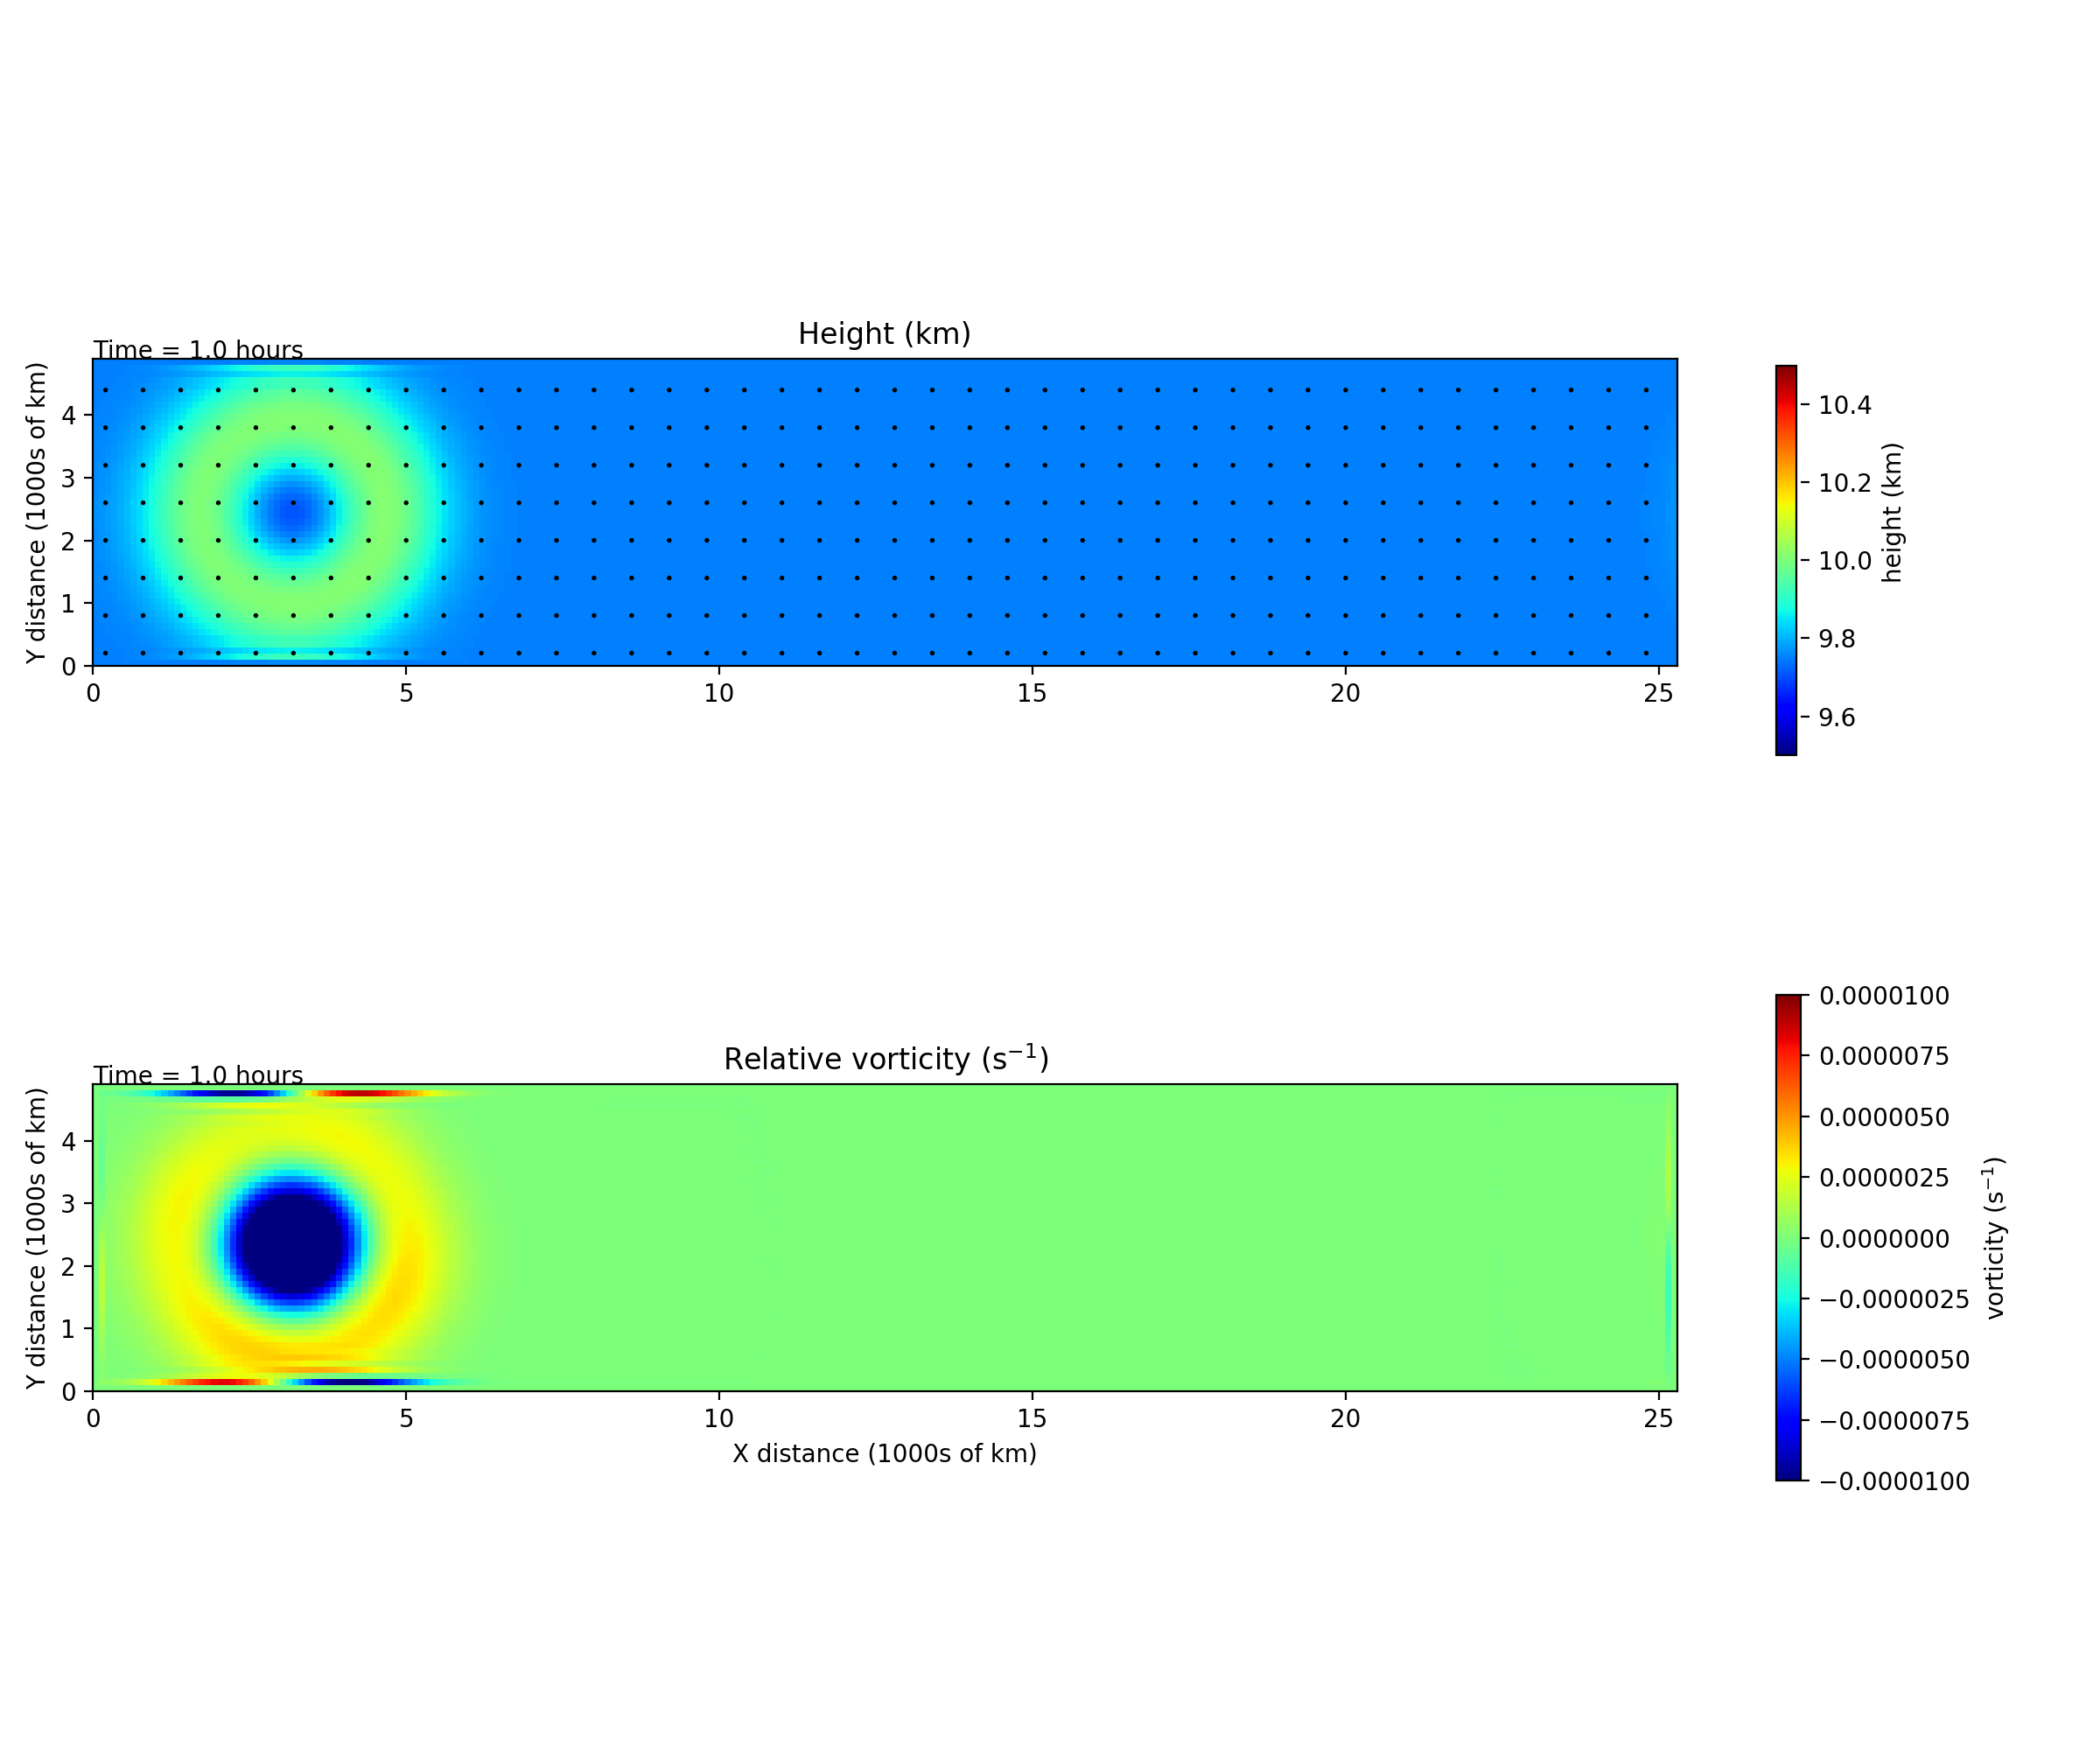 Height (km)
Time = 1.0 hours
Y distance (1000s of km)
4
3
2
1
0
0 5 10 15 20 25
10.4
10.2
10.0
9.8
9.6
height (km)
Relative vorticity (s⁻¹)
Time = 1.0 hours
Y distance (1000s of km)
4
3
2
1
0
0 5 10 15 20 25
X distance (1000s of km)
0.0000100
0.0000075
0.0000050
0.0000025
0.0000000
−0.0000025
−0.0000050
−0.0000075
−0.0000100
vorticity (s⁻¹)